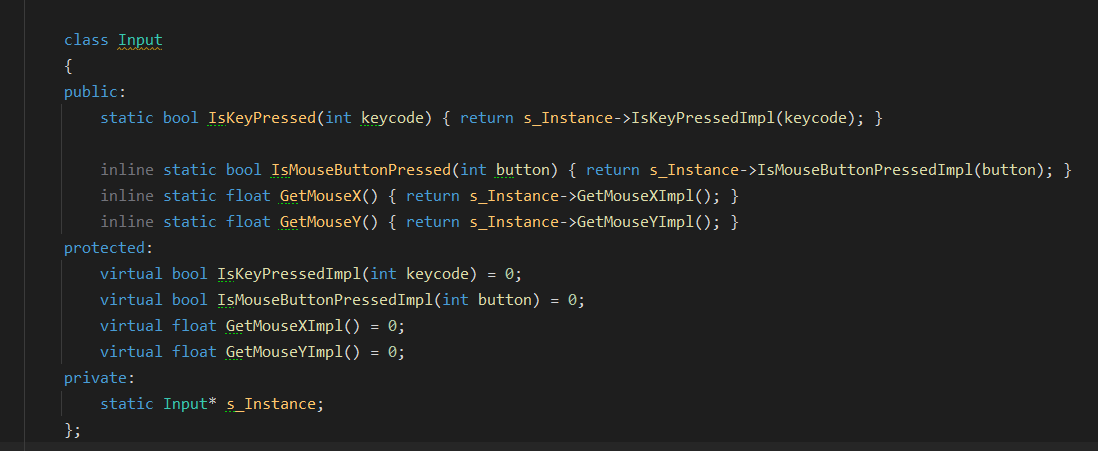 class Input
{
public:
static bool IsKeyPressed(int keycode) { return s_Instance->IsKeyPressedImpl(keycode); }
inline static bool IsMouseButtonPressed(int button) { return s_Instance->IsMouseButtonPressedImpl(button); }
inline static float GetMouseX() { return s_Instance->GetMouseXImpl(); }
inline static float GetMouseY() { return s_Instance->GetMouseYImpl(); }
protected:
virtual bool IsKeyPressedImpl(int keycode) = 0;
virtual bool IsMouseButtonPressedImpl(int button) = 0;
virtual float GetMouseXImpl() = 0;
virtual float GetMouseYImpl() = 0;
private:
static Input* s_Instance;
};